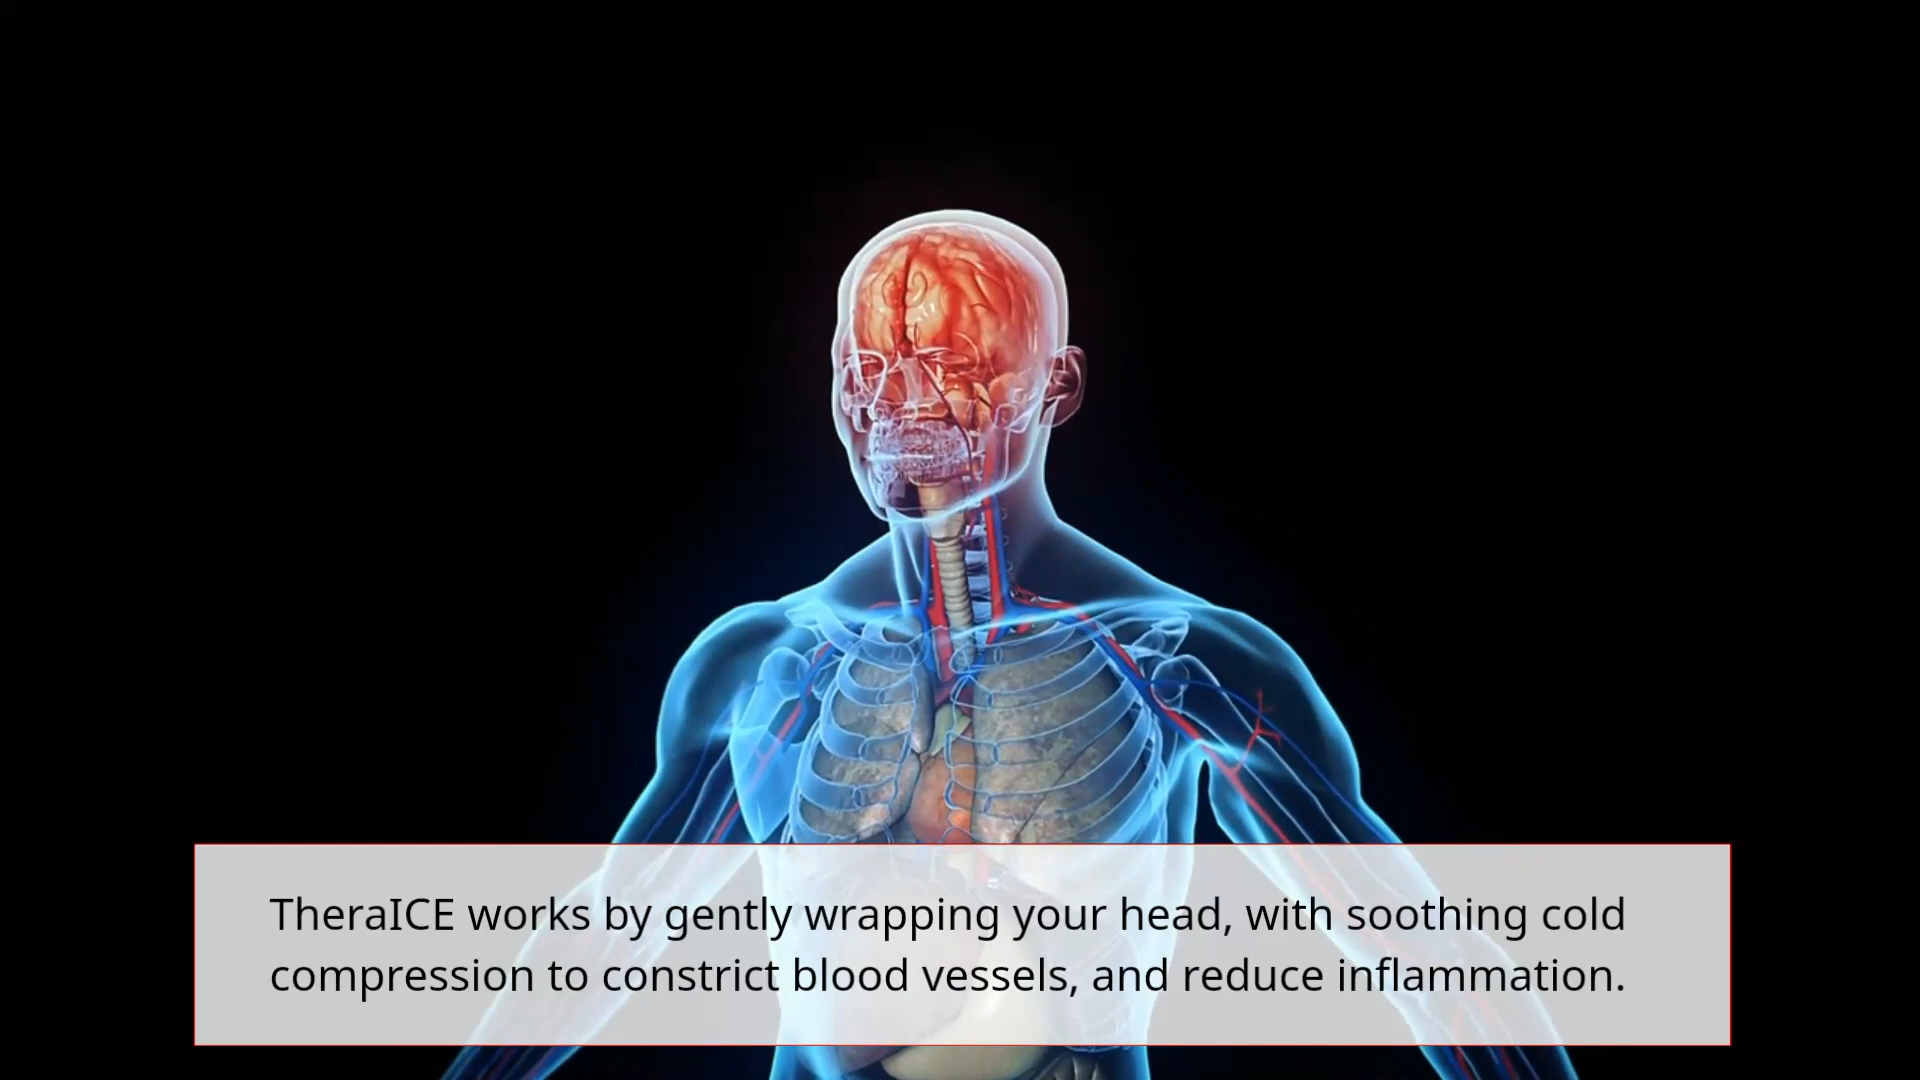 TheraICE works by gently wrapping your head, with soothing cold
compression to constrict blood vessels, and reduce inflammation.